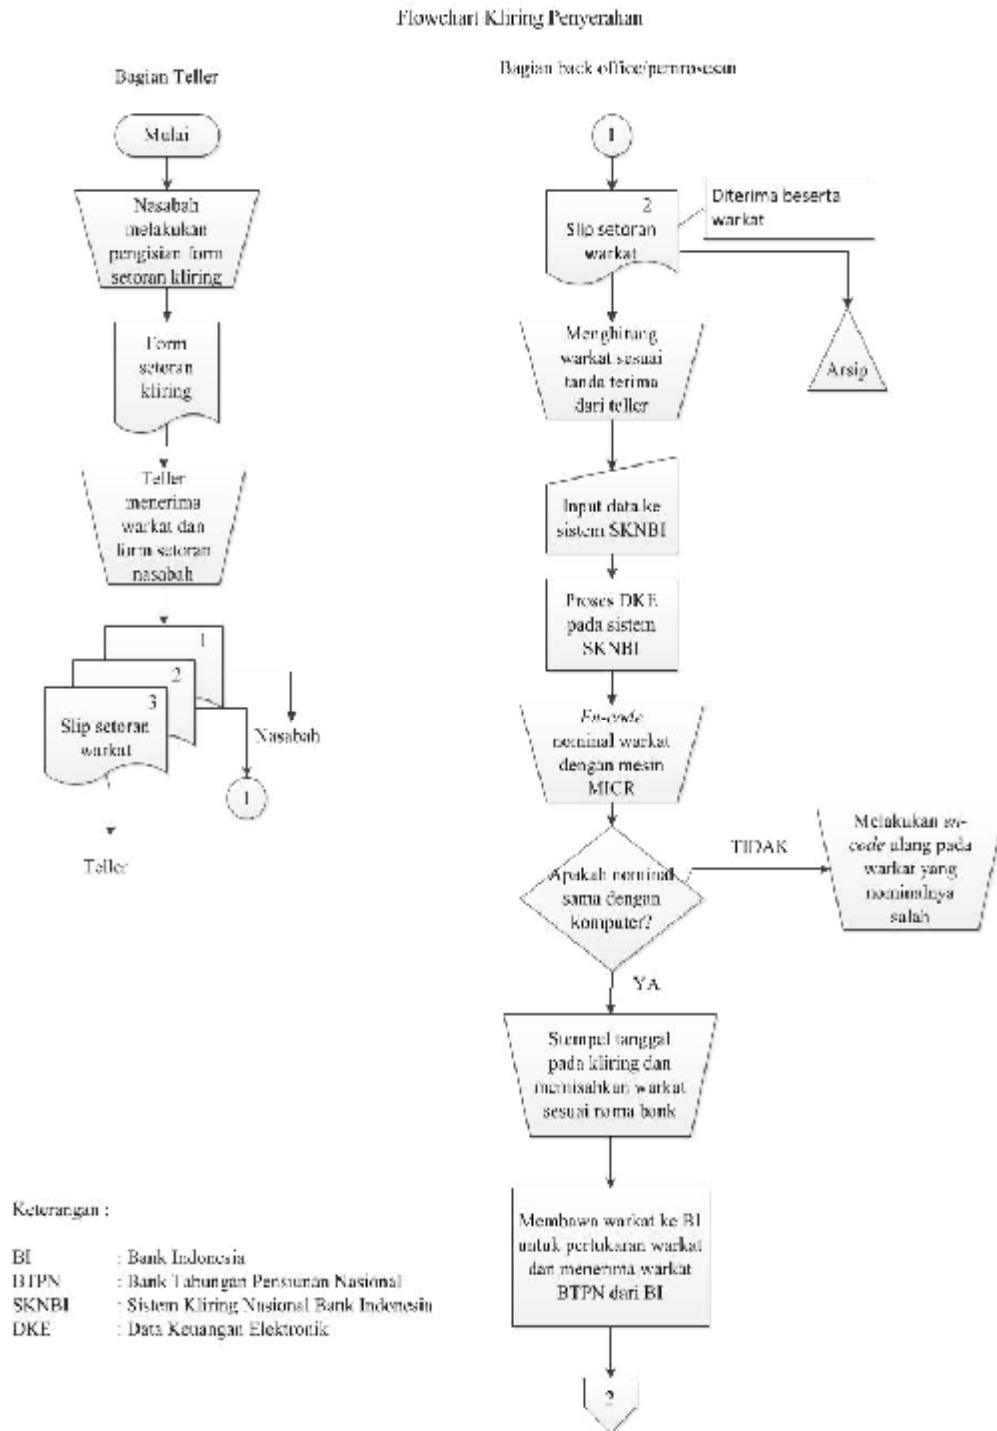 Flowchart Kliring Penyerahan
Bagian Teller
Mulai
Nasabah
melakukan
pengisian form
setoran kliring
Form
setoran
kliring
Teller
menerima
warkat dan
form setoran
nasabah
1
2
3
Slip setoran
warkat
Nasabah
1
Teller
Bagian back office/pemrosesan
1
2
Slip setoran
warkat
Diterima beserta
warkat
Arsip
Menghitung
warkat sesuai
tanda terima
dari teller
Input data ke
sistem SKNBI
Proses DKE
pada sistem
SKNBI
En-code
nominal warkat
dengan mesin
MICR
Apakah nominal
sama dengan
komputer?
TIDAK
Melakukan en-
code ulang pada
warkat yang
nominalnya
salah
YA
Stempel tanggal
pada kliring dan
memisahkan warkat
sesuai nama bank
Membawa warkat ke BI
untuk pertukaran warkat
dan menerima warkat
BTPN dari BI
2
Keterangan :
BI : Bank Indonesia
BTPN : Bank Tabungan Pensiunan Nasional
SKNBI : Sistem Kliring Nasional Bank Indonesia
DKE : Data Keuangan Elektronik